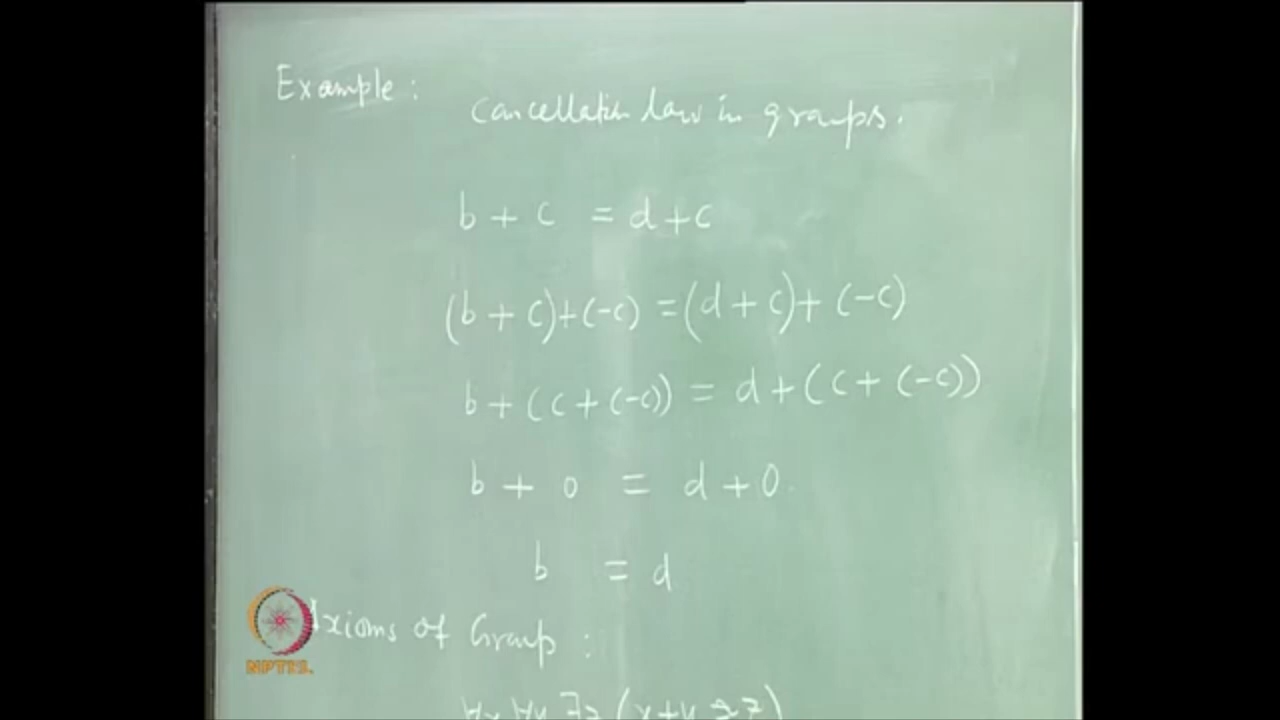 Example:
Cancellation law in groups.
b + c = d + c
(b + c) + (-c) = (d + c) + (-c)
b + (c + (-c)) = d + (c + (-c))
b + 0 = d + 0.
b = d
Axioms of Group:
∀x ∀y ∃z (x+y ≈ z)
NPTEL